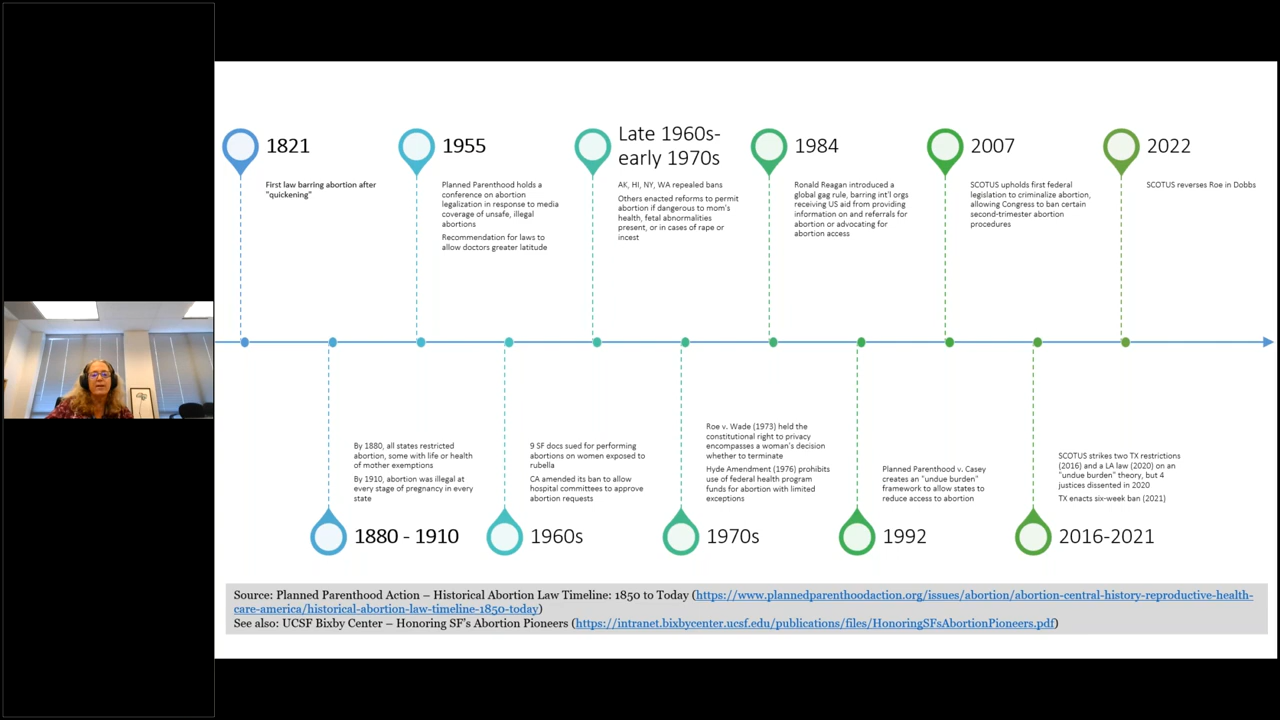 1821
First law barring abortion after
"quickening"
1955
Planned Parenthood holds a
conference on abortion
legalization in response to media
coverage of unsafe, illegal
abortions
Recommendation for laws to
allow doctors greater latitude
Late 1960s-
early 1970s
AK, HI, NY, WA repealed bans
Others enacted reforms to permit
abortion if dangerous to mom's
health, fetal abnormalities
present, or in cases of rape or
incest
1984
Ronald Reagan introduced a
global gag rule, barring int'l orgs
receiving US aid from providing
information on and referrals for
abortion or advocating for
abortion access
2007
SCOTUS upholds first federal
legislation to criminalize abortion,
allowing Congress to ban certain
second-trimester abortion
procedures
2022
SCOTUS reverses Roe in Dobbs
By 1880, all states restricted
abortion, some with life or health
of mother exemptions
By 1910, abortion was illegal at
every stage of pregnancy in every
state
1880 - 1910
9 SF docs sued for performing
abortions on women exposed to
rubella
CA amended its ban to allow
hospital committees to approve
abortion requests
1960s
Roe v. Wade (1973) held the
constitutional right to privacy
encompasses a woman's decision
whether to terminate
Hyde Amendment (1976) prohibits
use of federal health program
funds for abortion with limited
exceptions
1970s
Planned Parenthood v. Casey
creates an "undue burden"
framework to allow states to
reduce access to abortion
1992
SCOTUS strikes two TX restrictions
(2016) and a LA law (2020) on an
"undue burden" theory, but 4
justices dissented in 2020
TX enacts six-week ban (2021)
2016-2021
Source: Planned Parenthood Action – Historical Abortion Law Timeline: 1850 to Today (https://www.plannedparenthoodaction.org/issues/abortion/abortion-central-history-reproductive-health-
care-america/historical-abortion-law-timeline-1850-today)
See also: UCSF Bixby Center – Honoring SF's Abortion Pioneers (https://intranet.bixbycenter.ucsf.edu/publications/files/HonoringSFsAbortionPioneers.pdf)